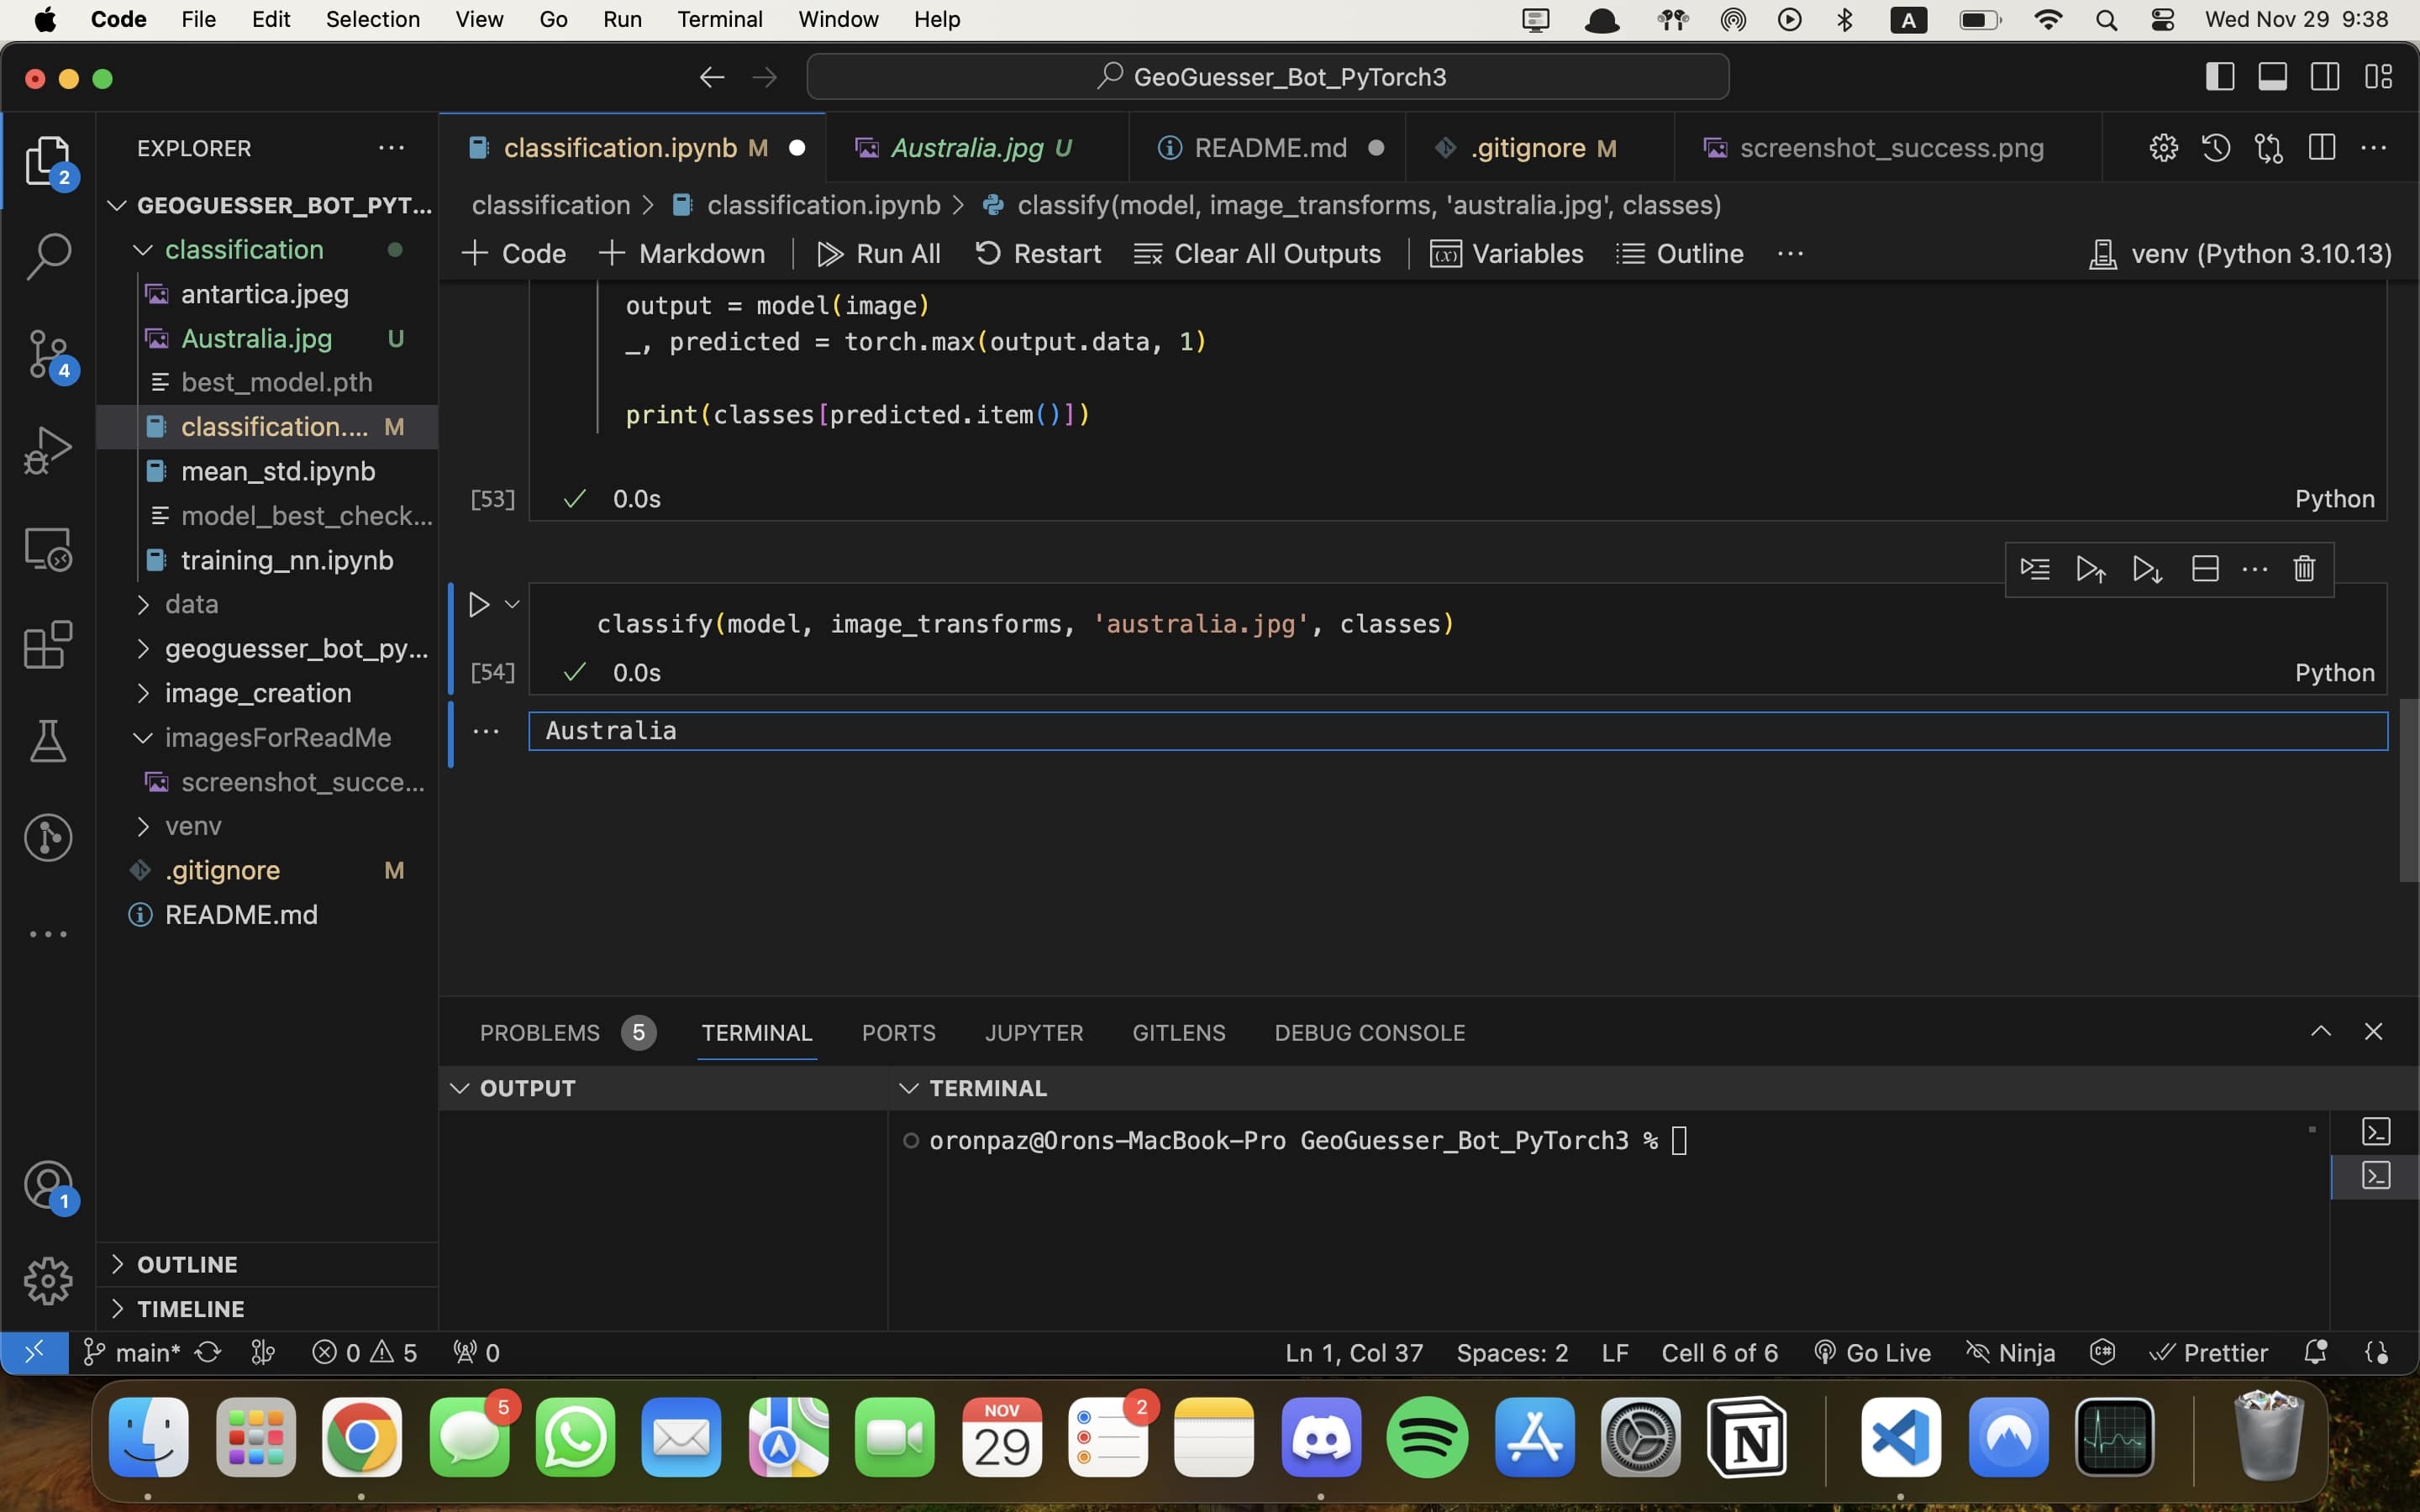 Code File Edit Selection View Go Run Terminal Window Help A Wed Nov 29 9:38
GeoGuesser_Bot_PyTorch3
2
EXPLORER
classification.ipynb M
Australia.jpg U
README.md
.gitignore M
screenshot_success.png
GEOGUESSER_BOT_PYT...
classification
antartica.jpeg
Australia.jpg U
best_model.pth
classification.... M
mean_std.ipynb
model_best_check...
training_nn.ipynb
data
geoguesser_bot_py...
image_creation
imagesForReadMe
screenshot_succe...
venv
.gitignore M
README.md
4
1
OUTLINE
TIMELINE
classification > classification.ipynb > classify(model, image_transforms, 'australia.jpg', classes)
+ Code + Markdown Run All Restart Clear All Outputs (x) Variables Outline ... venv (Python 3.10.13)
output = model(image)
_, predicted = torch.max(output.data, 1)
print(classes[predicted.item()])
[53] ✓ 0.0s Python
classify(model, image_transforms, 'australia.jpg', classes)
[54] ✓ 0.0s Python
... Australia
PROBLEMS 5 TERMINAL PORTS JUPYTER GITLENS DEBUG CONSOLE
OUTPUT
TERMINAL
oronpaz@Orons-MacBook-Pro GeoGuesser_Bot_PyTorch3 %
main* 0 5 0 Ln 1, Col 37 Spaces: 2 LF Cell 6 of 6 Go Live Ninja C# Prettier
5
NOV
29
2
N